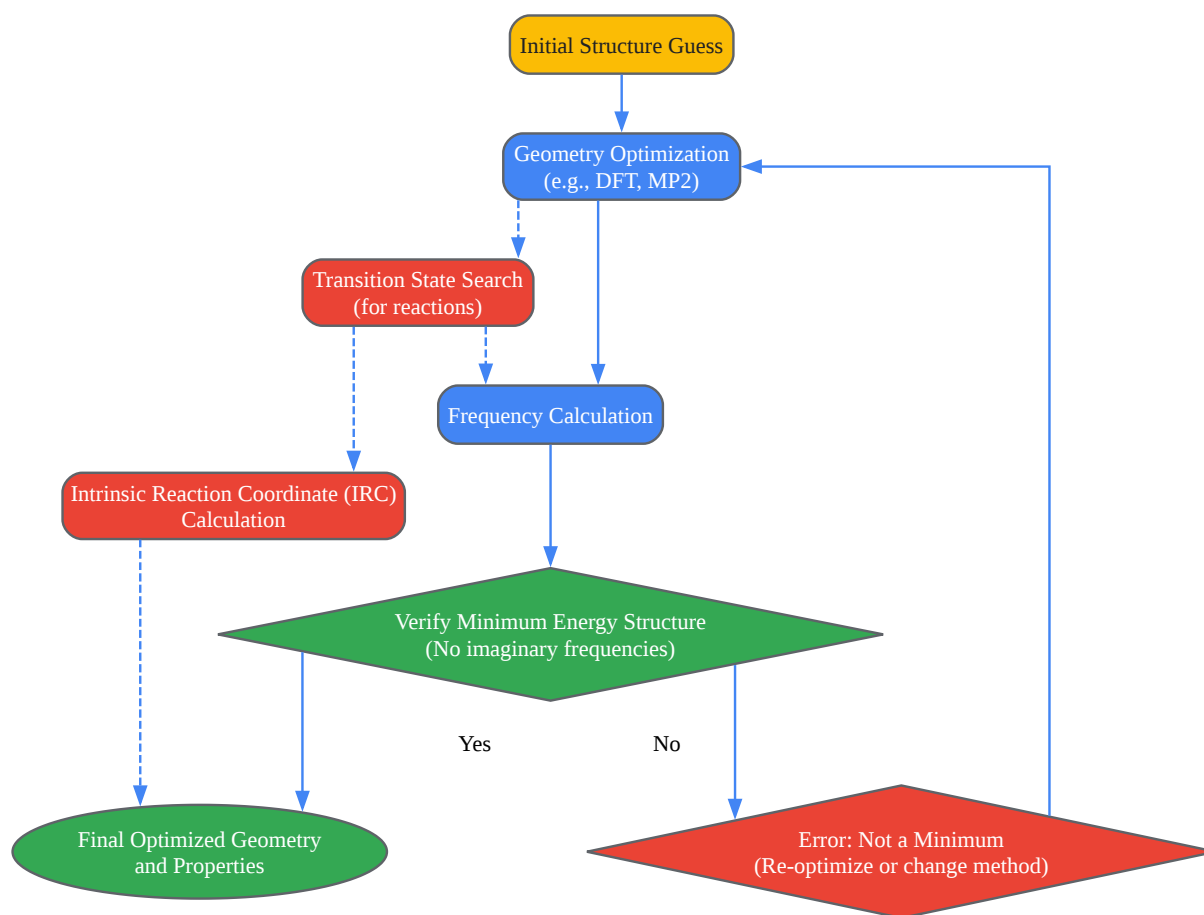 Initial Structure Guess
Geometry Optimization
(e.g., DFT, MP2)
Transition State Search
(for reactions)
Frequency Calculation
Intrinsic Reaction Coordinate (IRC)
Calculation
Verify Minimum Energy Structure
(No imaginary frequencies)
Yes
No
Final Optimized Geometry
and Properties
Error: Not a Minimum
(Re-optimize or change method)